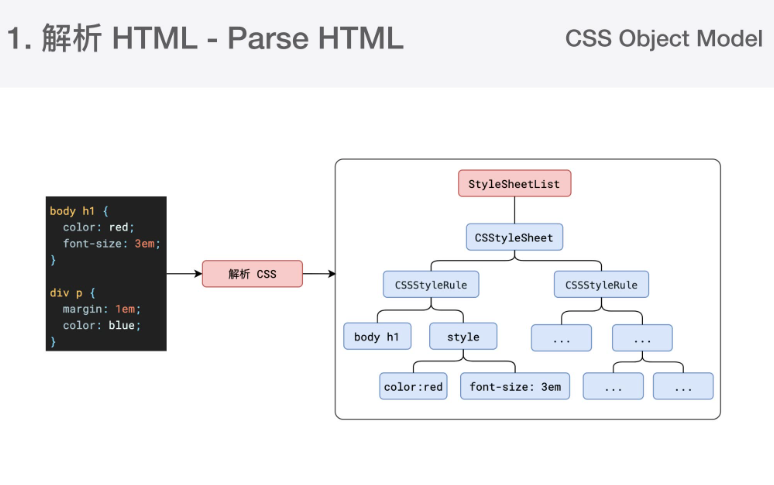 1. 解析 HTML - Parse HTML
CSS Object Model
body h1 {
color: red;
font-size: 3em;
}
div p {
margin: 1em;
color: blue;
}
解析 CSS
StyleSheetList
CSStyleSheet
CSSStyleRule
CSSStyleRule
body h1
style
...
...
color:red
font-size: 3em
...
...